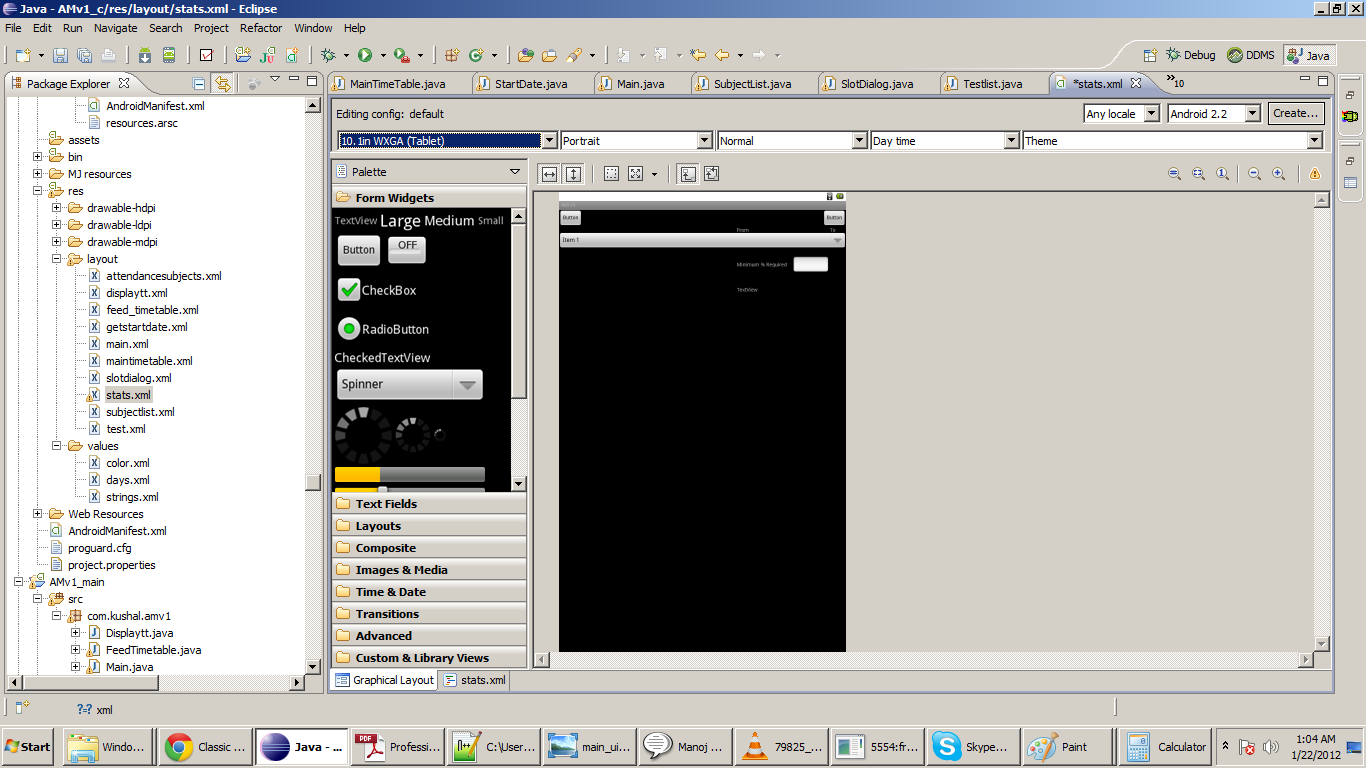 Java - AMv1_c/res/layout/stats.xml - Eclipse
File Edit Run Navigate Search Project Refactor Window Help
Debug DDMS Java
Package Explorer
MainTimeTable.java StartDate.java Main.java SubjectList.java SlotDialog.java Testlist.java *stats.xml »10
AndroidManifest.xml
resources.arsc
assets
bin
MJ resources
res
drawable-hdpi
drawable-ldpi
drawable-mdpi
layout
attendancesubjects.xml
displaytt.xml
feed_timetable.xml
getstartdate.xml
main.xml
maintimetable.xml
slotdialog.xml
stats.xml
subjectlist.xml
test.xml
values
color.xml
days.xml
strings.xml
Web Resources
AndroidManifest.xml
proguard.cfg
project.properties
AMv1_main
src
com.kushal.amv1
Displaytt.java
FeedTimetable.java
Main.java
Editing config: default
Any locale Android 2.2 Create...
10.1in WXGA (Tablet) Portrait Normal Day time Theme
Palette
Form Widgets
TextView Large Medium Small
Button OFF
CheckBox
RadioButton
CheckedTextView
Spinner
Text Fields
Layouts
Composite
Images & Media
Time & Date
Transitions
Advanced
Custom & Library Views
Button Button
From To
Item 1
Minimum % Required
TextView
Graphical Layout stats.xml
xml
Start Windo... Classic ... Java - ... Professi... C:\User... main_ui... Manoj ... 79825_... 5554:fr... Skype... Paint Calculator
1:04 AM
1/22/2012